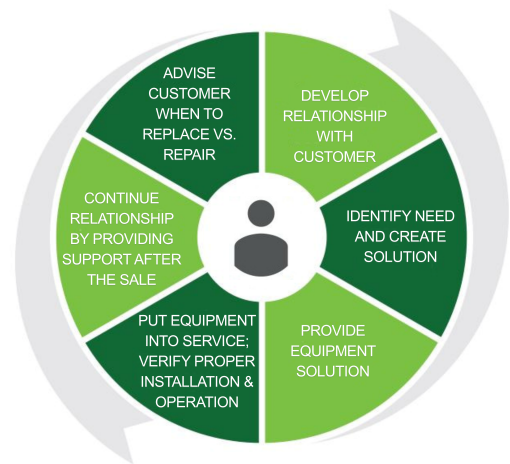 DEVELOP
RELATIONSHIP
WITH
CUSTOMER
IDENTIFY NEED
AND CREATE
SOLUTION
PROVIDE
EQUIPMENT
SOLUTION
PUT EQUIPMENT
INTO SERVICE;
VERIFY PROPER
INSTALLATION &
OPERATION
CONTINUE
RELATIONSHIP
BY PROVIDING
SUPPORT AFTER
THE SALE
ADVISE
CUSTOMER
WHEN TO
REPLACE VS.
REPAIR